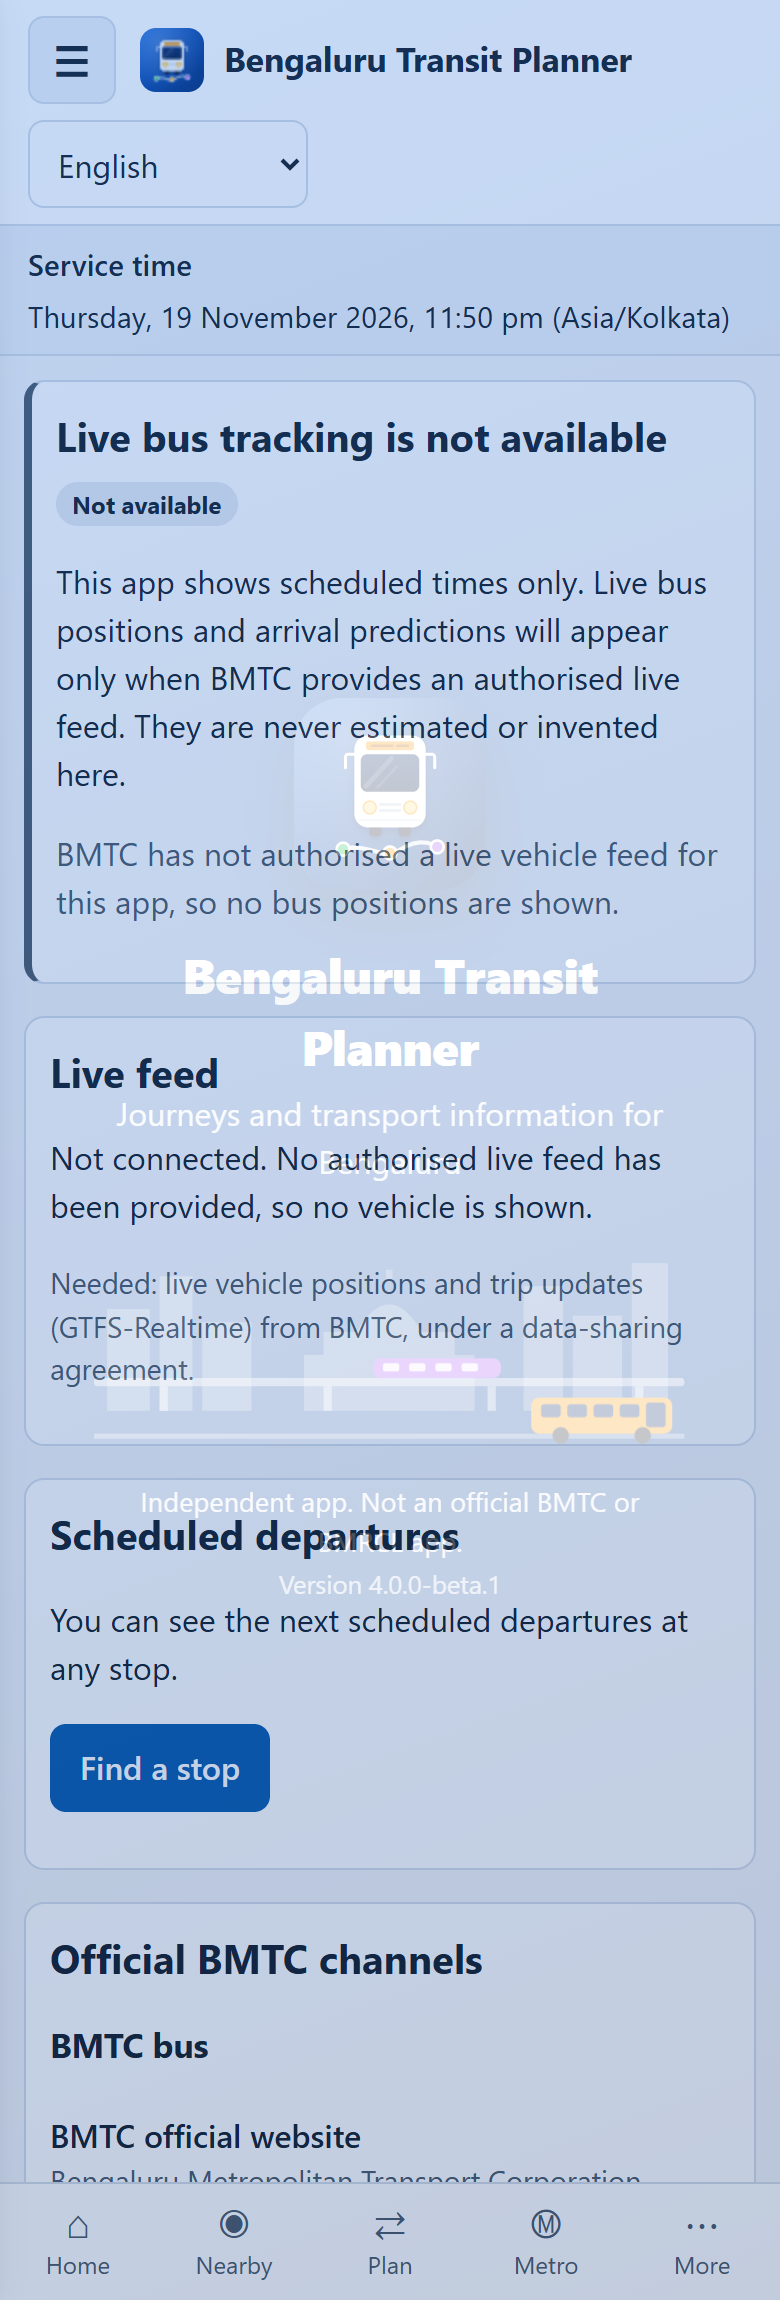 Bengaluru Transit Planner
English
Service time
Thursday, 19 November 2026, 11:50 pm (Asia/Kolkata)
Live bus tracking is not available
Not available
This app shows scheduled times only. Live bus
positions and arrival predictions will appear
only when BMTC provides an authorised live
feed. They are never estimated or invented
here.
BMTC has not authorised a live vehicle feed for
this app, so no bus positions are shown.
Bengaluru Transit
Planner
Live feed
Journeys and transport information for
Bengaluru
Not connected. No authorised live feed has
been provided, so no vehicle is shown.
Needed: live vehicle positions and trip updates
(GTFS-Realtime) from BMTC, under a data-sharing
agreement.
Independent app. Not an official BMTC or
BMRCL app.
Scheduled departures
Version 4.0.0-beta.1
You can see the next scheduled departures at
any stop.
Find a stop
Official BMTC channels
BMTC bus
BMTC official website
Bengaluru Metropolitan Transport Corporation
Home
Nearby
Plan
Metro
More